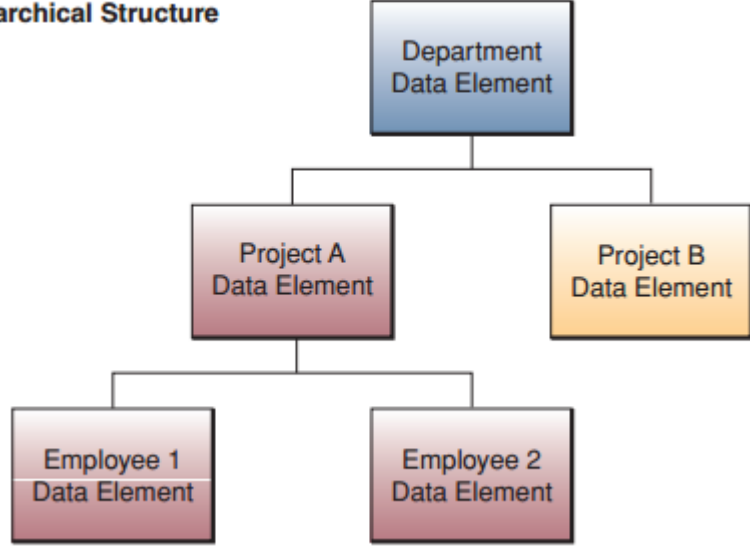 archical Structure
Department
Data Element
Project A
Data Element
Project B
Data Element
Employee 1
Data Element
Employee 2
Data Element